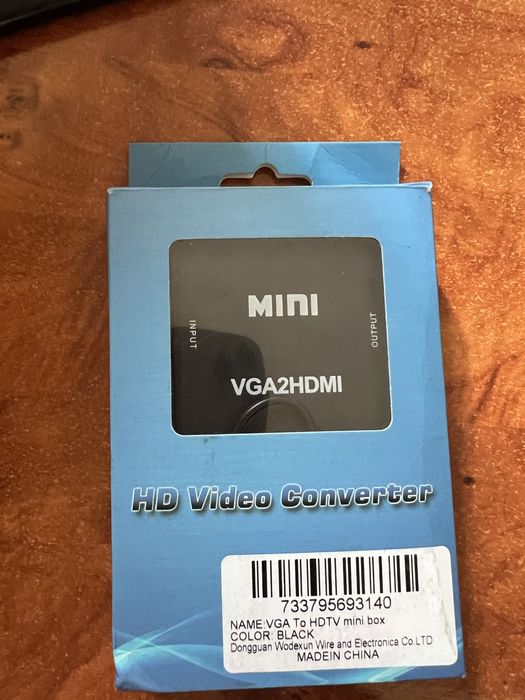 MINI
INPUT
OUTPUT
VGA2HDMI
HD Video Converter
733795693140
NAME:VGA To HDTV mini box
COLOR: BLACK
Dongguan Wodexun Wire and Electronica Co.LTD
MADEIN CHINA